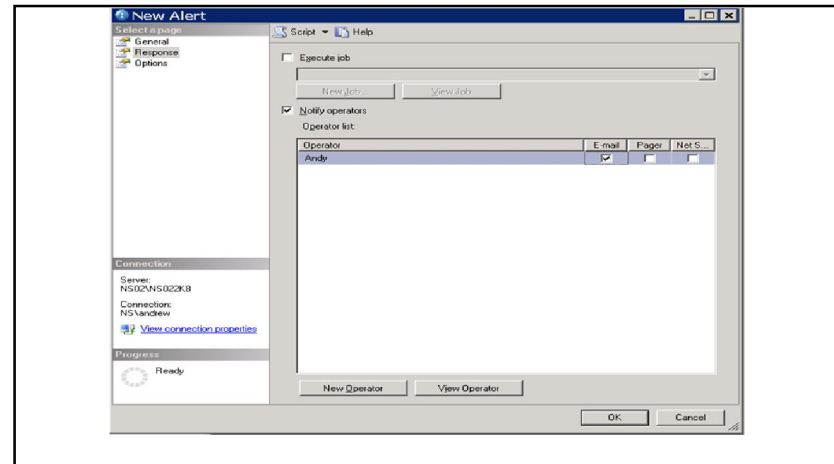 New Alert
Select a page
General
Response
Options
Script Help
Execute job
New Job... View Job
Notify operators
Operator list:
Operator E-mail Pager Net S...
Andy
Connection
Server:
NS02\NS022K8
Connection:
NS\andrew
View connection properties
Progress
Ready
New Operator View Operator
OK Cancel